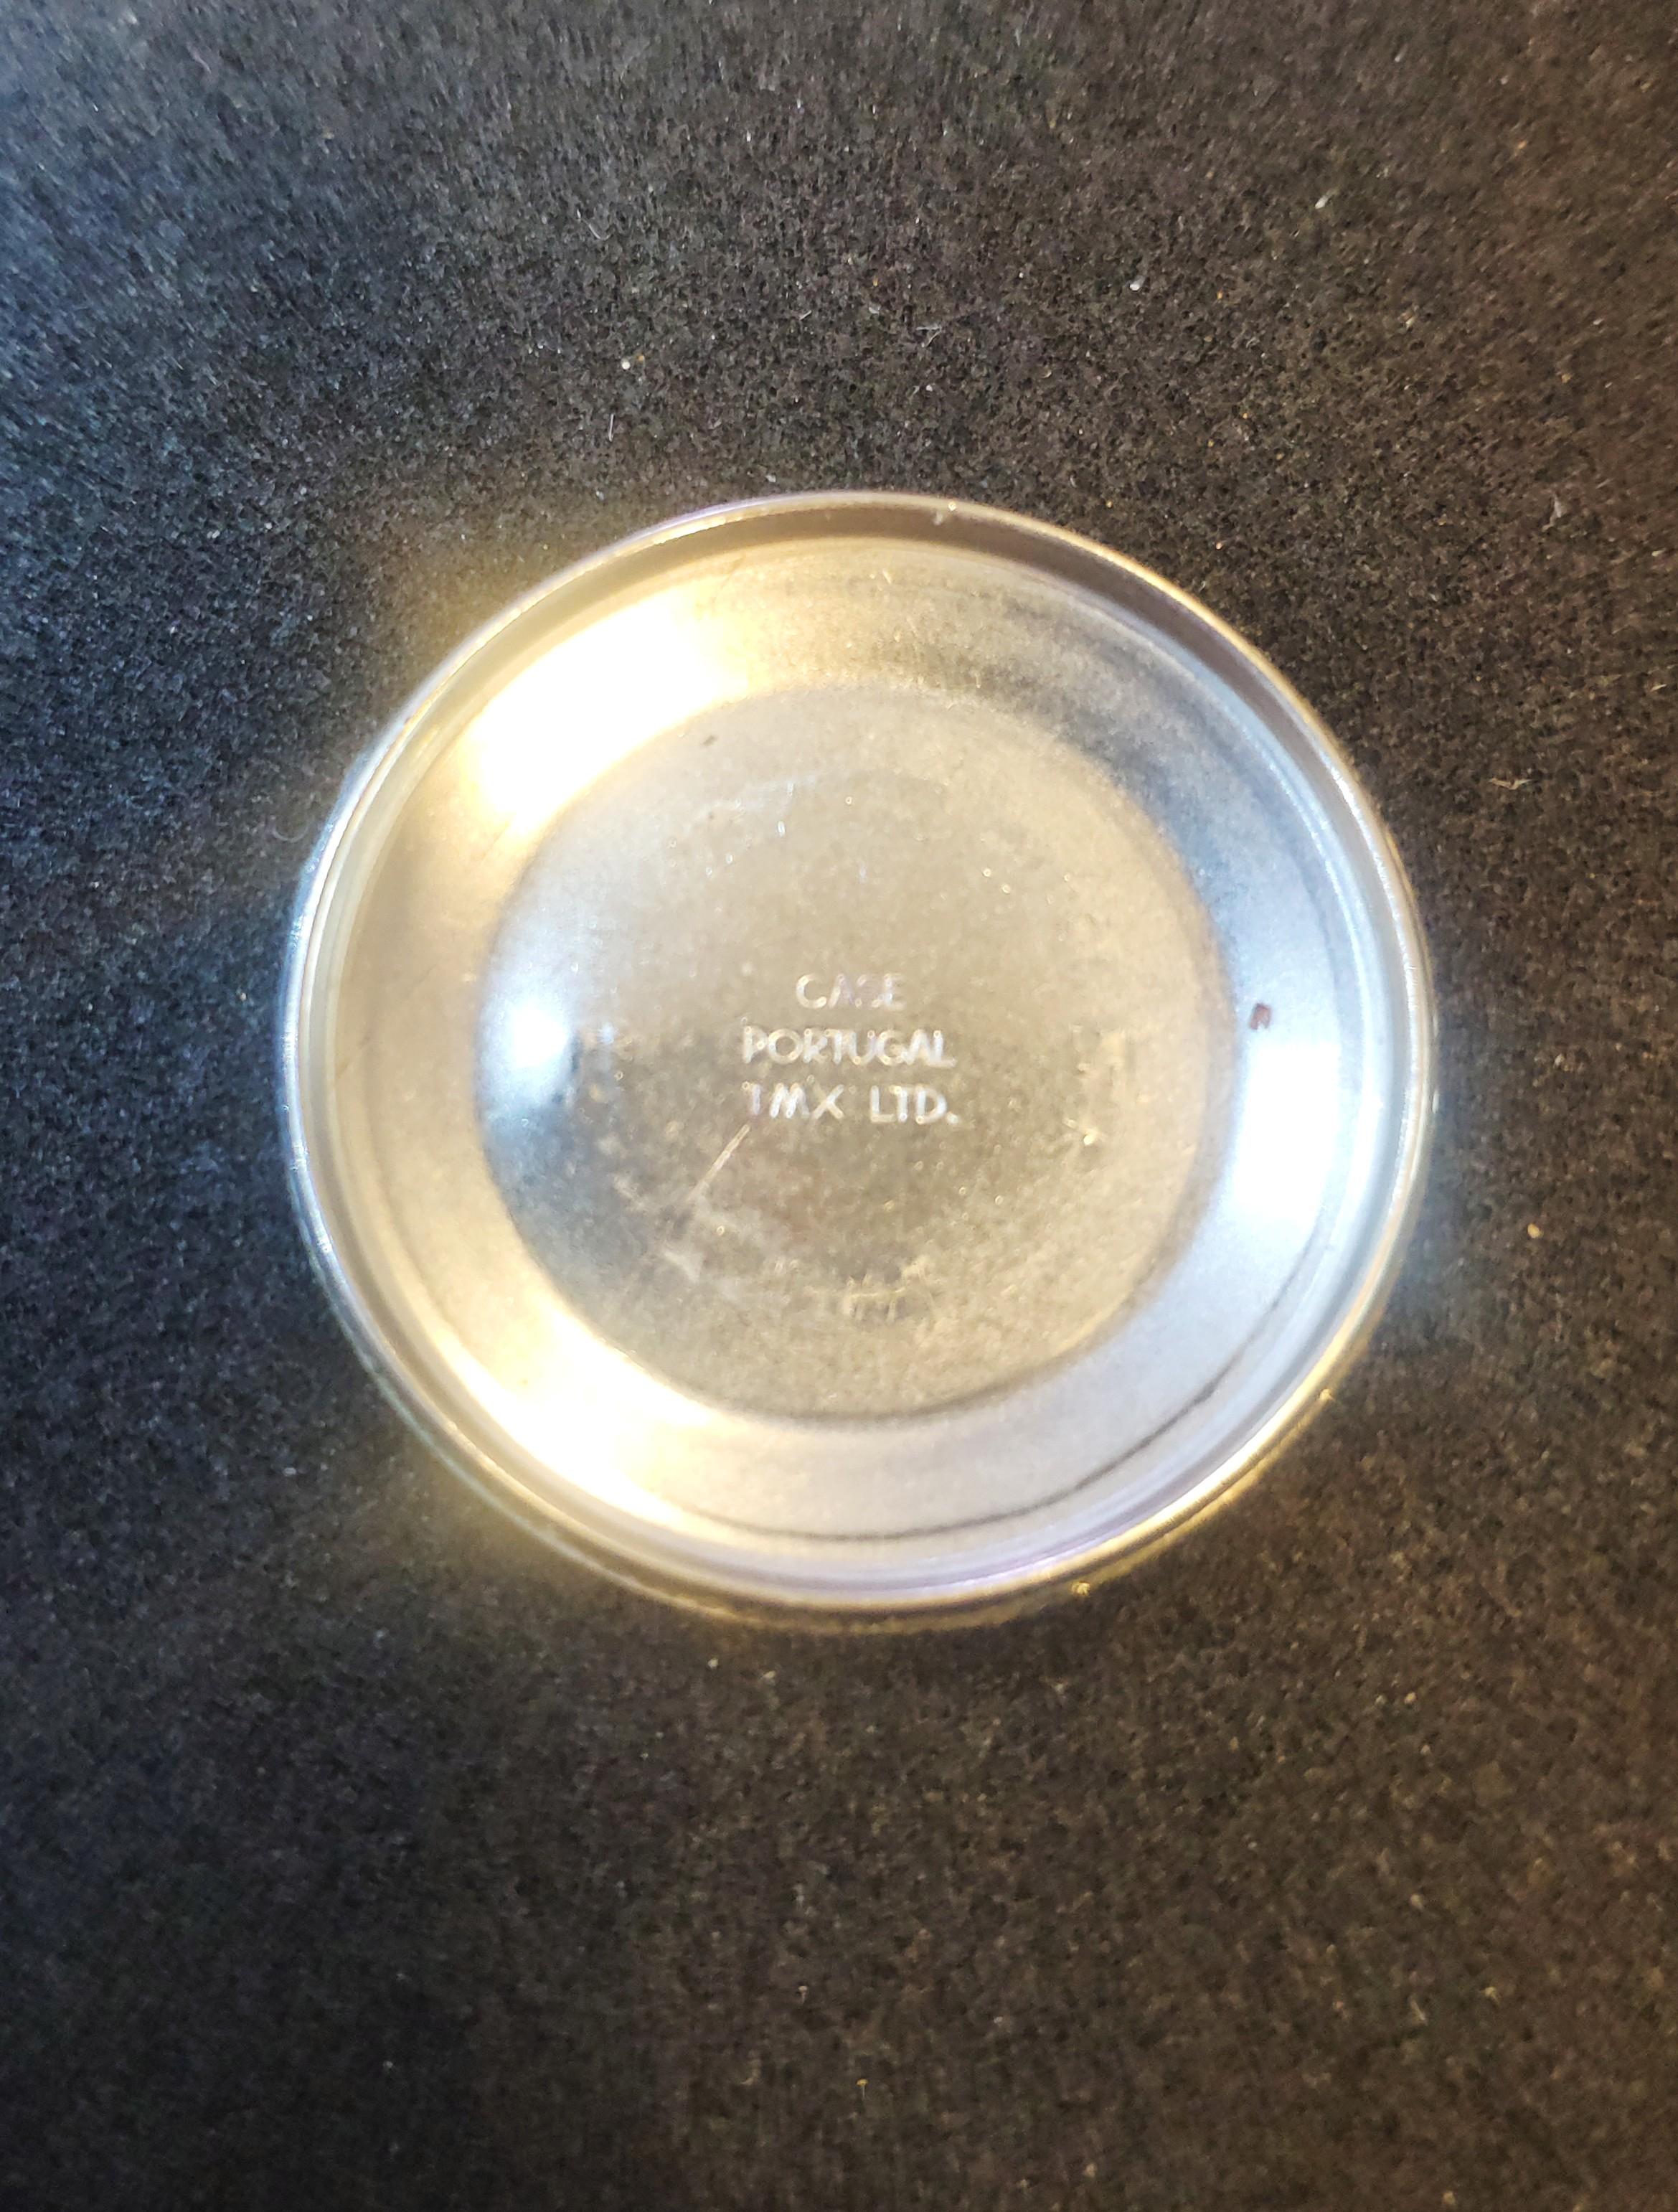 CASE
PORTUGAL
TMX LTD.